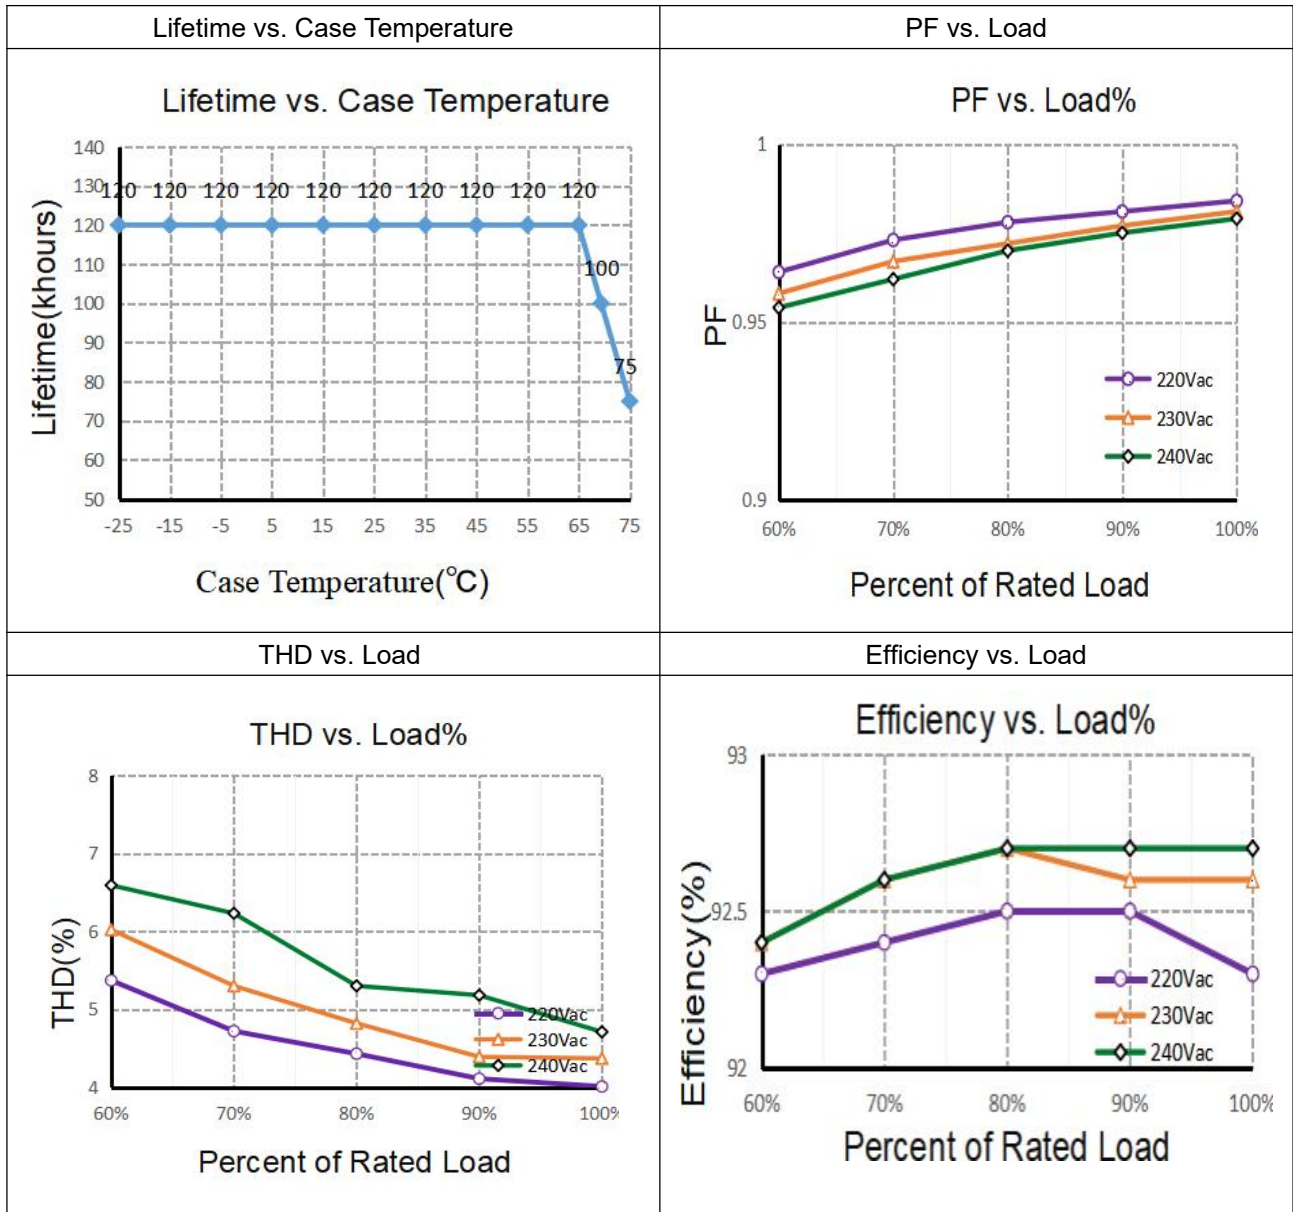 Lifetime vs. Case Temperature
PF vs. Load
Lifetime vs. Case Temperature
140
130
120
110
100
90
80
70
60
50
120 120 120 120 120 120 120 120 120 120
100
75
-25 -15 -5 5 15 25 35 45 55 65 75
Lifetime(khours)
Case Temperature(℃)
PF vs. Load%
1
0.95
0.9
PF
220Vac
230Vac
240Vac
60% 70% 80% 90% 100%
Percent of Rated Load
THD vs. Load
Efficiency vs. Load
THD vs. Load%
8
7
6
5
4
THD(%)
220Vac
230Vac
240Vac
60% 70% 80% 90% 100%
Percent of Rated Load
Efficiency vs. Load%
93
92.5
92
Efficiency(%)
220Vac
230Vac
240Vac
60% 70% 80% 90% 100%
Percent of Rated Load